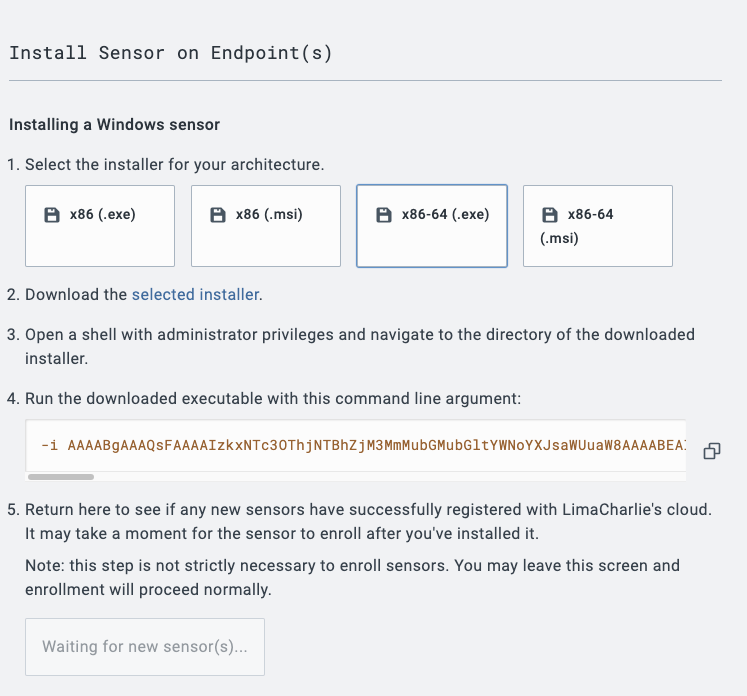 Install Sensor on Endpoint(s)
Installing a Windows sensor
1. Select the installer for your architecture.
x86 (.exe)
x86 (.msi)
x86-64 (.exe)
x86-64
(.msi)
2. Download the selected installer.
3. Open a shell with administrator privileges and navigate to the directory of the downloaded
installer.
4. Run the downloaded executable with this command line argument:
-i AAAABgAAAQsFAAAAIzkxNTc3OThjNTBhZjM3MmMubGMubGltYWNoYXJsaWUuaW8AAAABEA
5. Return here to see if any new sensors have successfully registered with LimaCharlie's cloud.
It may take a moment for the sensor to enroll after you've installed it.
Note: this step is not strictly necessary to enroll sensors. You may leave this screen and
enrollment will proceed normally.
Waiting for new sensor(s)...